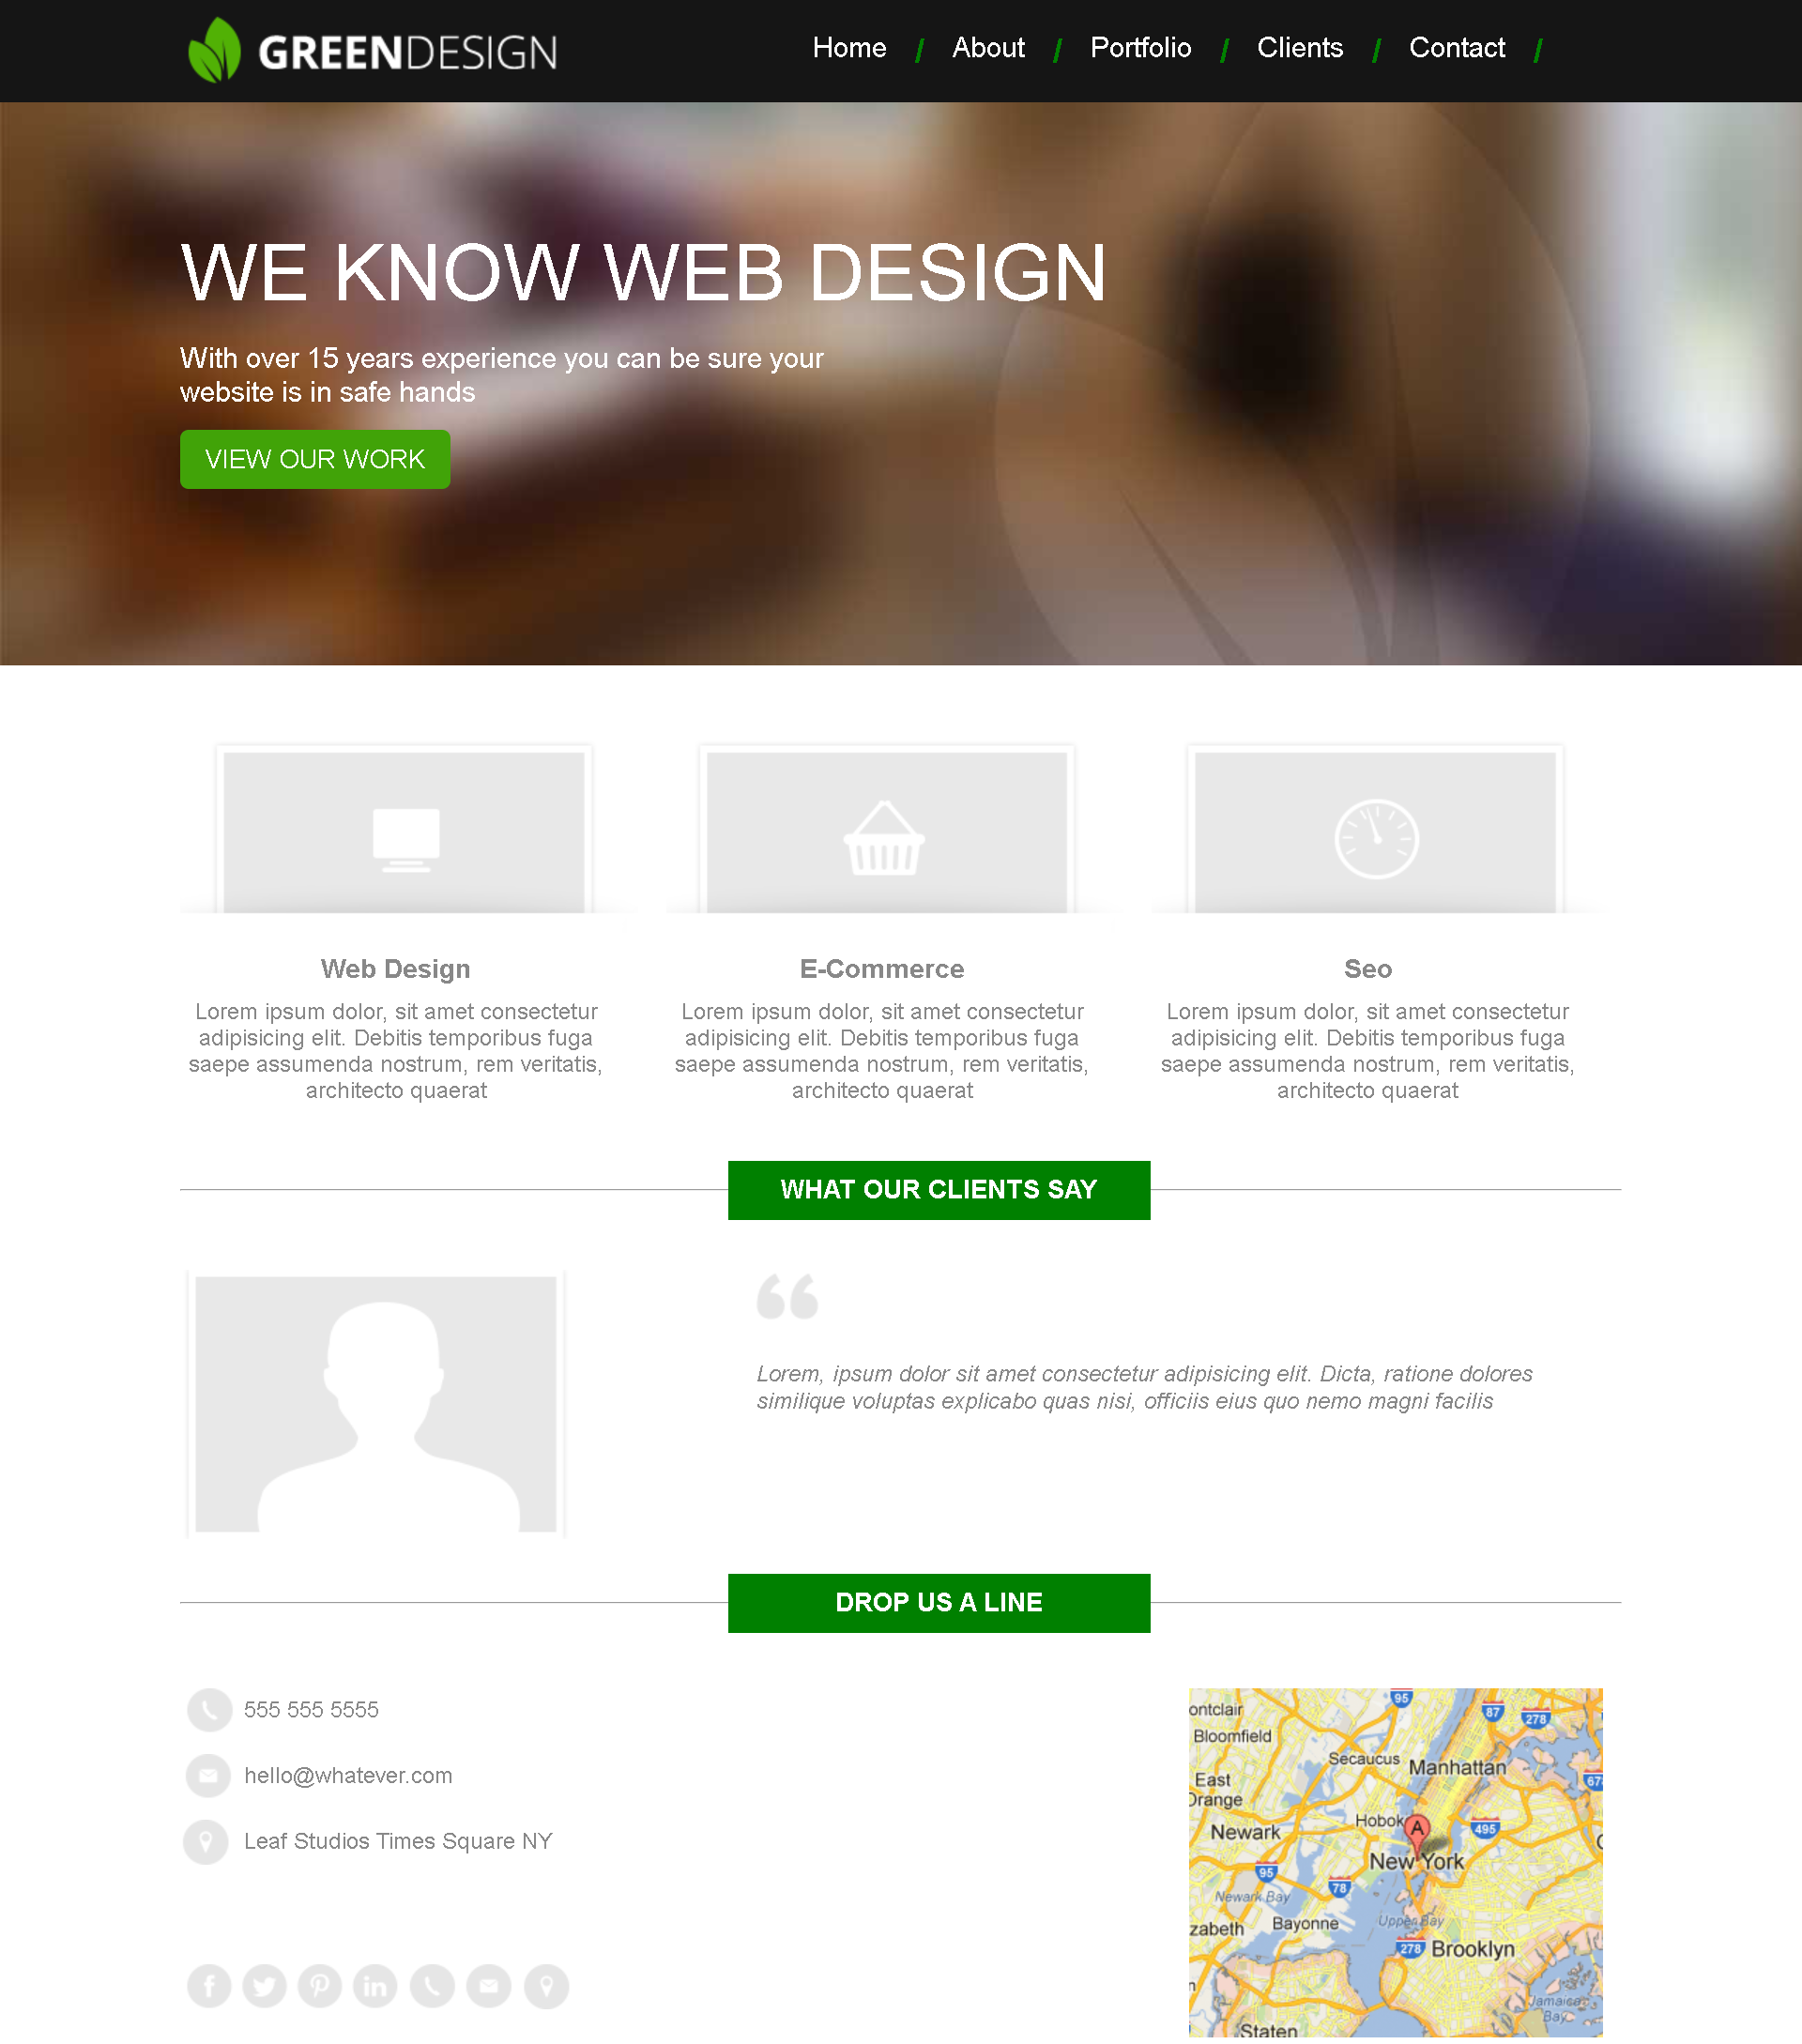 GREENDESIGN
Home / About / Portfolio / Clients / Contact /
WE KNOW WEB DESIGN
With over 15 years experience you can be sure your
website is in safe hands
VIEW OUR WORK
Web Design
Lorem ipsum dolor, sit amet consectetur
adipisicing elit. Debitis temporibus fuga
saepe assumenda nostrum, rem veritatis,
architecto quaerat
E-Commerce
Lorem ipsum dolor, sit amet consectetur
adipisicing elit. Debitis temporibus fuga
saepe assumenda nostrum, rem veritatis,
architecto quaerat
Seo
Lorem ipsum dolor, sit amet consectetur
adipisicing elit. Debitis temporibus fuga
saepe assumenda nostrum, rem veritatis,
architecto quaerat
WHAT OUR CLIENTS SAY
“
Lorem, ipsum dolor sit amet consectetur adipisicing elit. Dicta, ratione dolores
similique voluptas explicabo quas nisi, officiis eius quo nemo magni facilis
DROP US A LINE
555 555 5555
hello@whatever.com
Leaf Studios Times Square NY
95
ontclair
87
278
Bloomfield
Secaucus
Manhattan
East
Orange
67
Hobok
A
495
Newark
New York
95
78
Newark Bay
zabeth
Bayonne
Upper Bay
278
Brooklyn
Jamaica
Bay
Staten